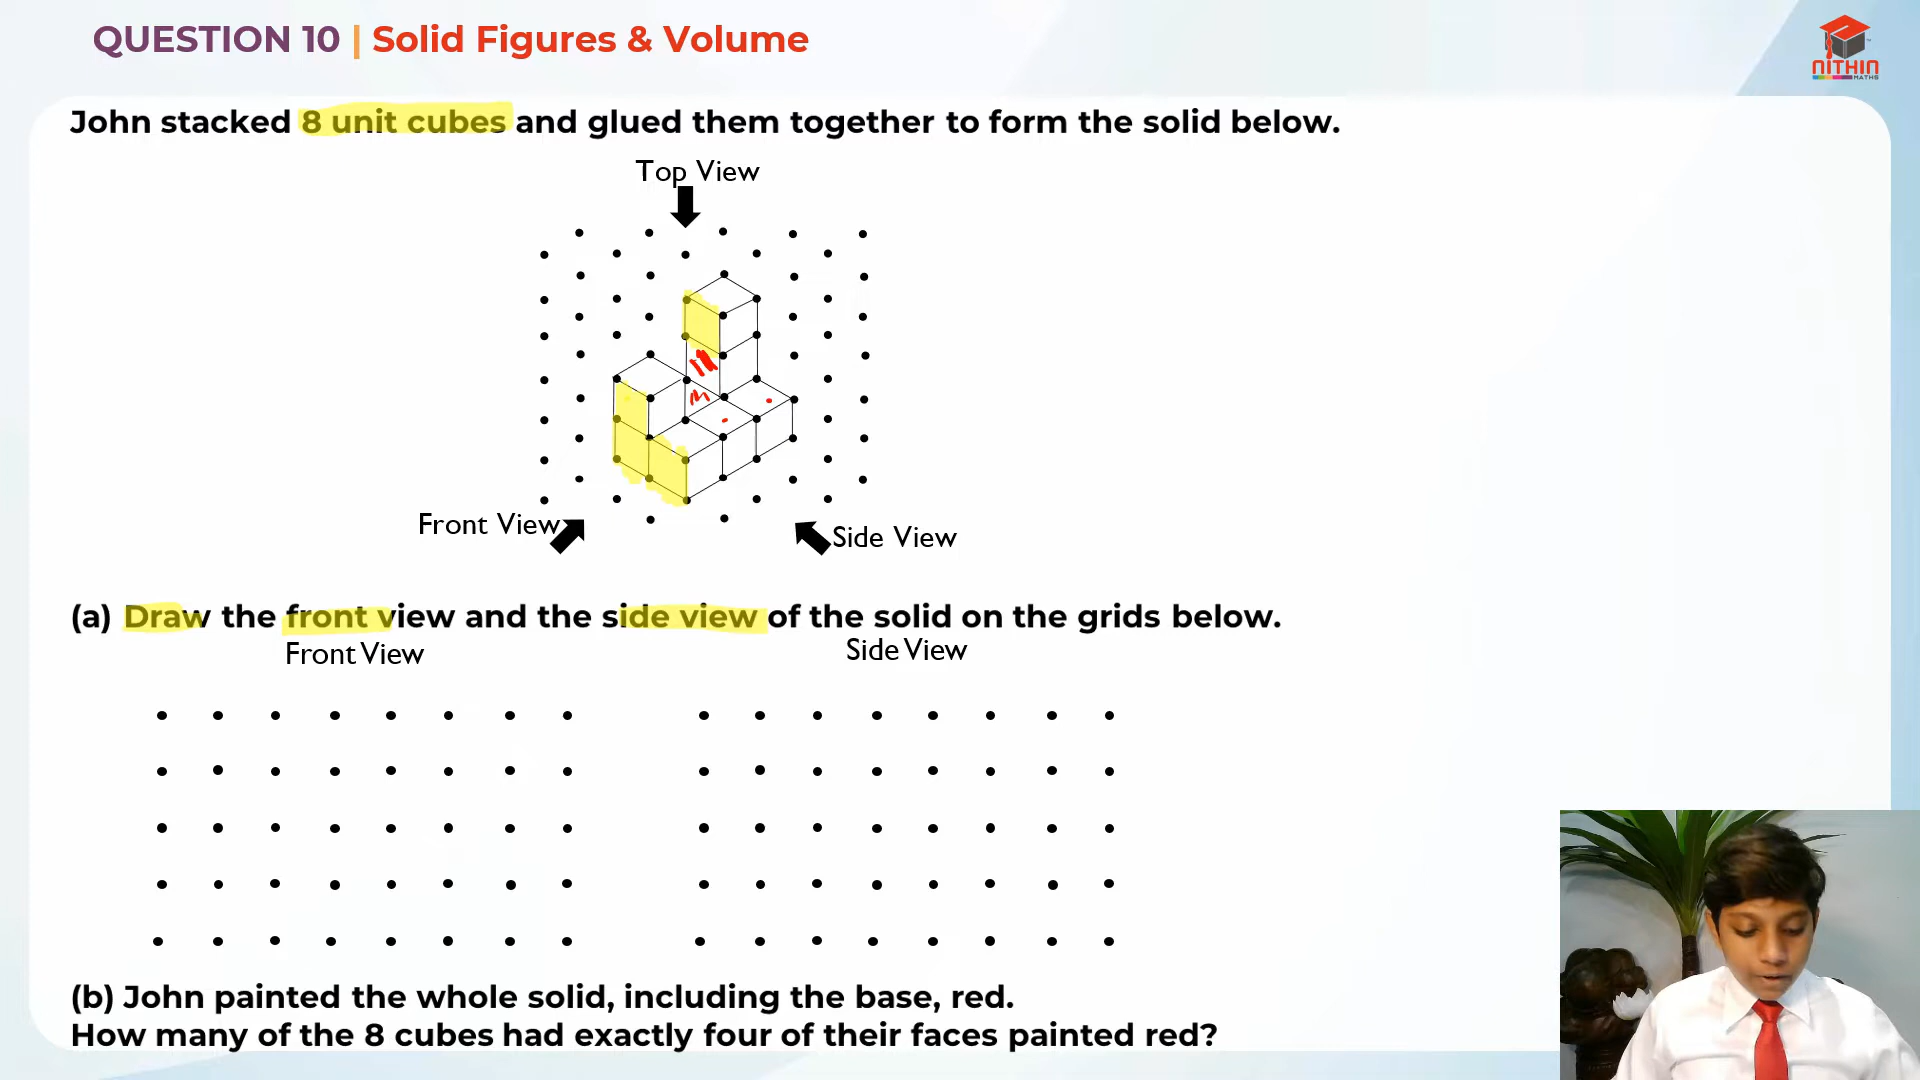 QUESTION 10 | Solid Figures & Volume
NITHIN
MATHS
John stacked 8 unit cubes and glued them together to form the solid below.
Top View
Front View
Side View
(a) Draw the front view and the side view of the solid on the grids below.
Front View
Side View
(b) John painted the whole solid, including the base, red.
How many of the 8 cubes had exactly four of their faces painted red?